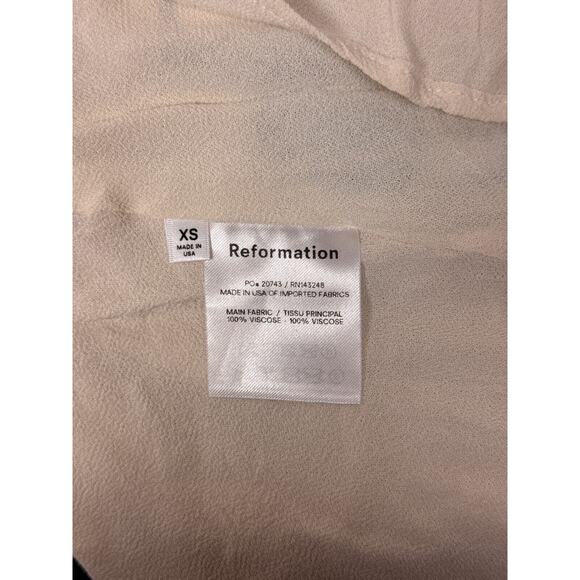 XS
MADE IN
USA
Reformation
PO# 20743 / RN143248
MADE IN USA OF IMPORTED FABRICS
MAIN FABRIC / TISSU PRINCIPAL
100% VISCOSE - 100% VISCOSE